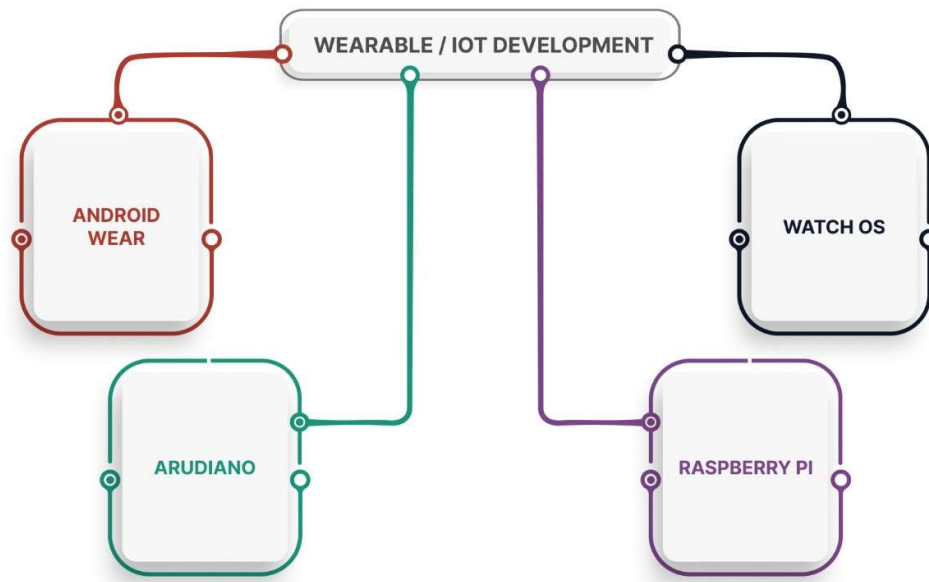 WEARABLE / IOT DEVELOPMENT
ANDROID
WEAR
WATCH OS
ARUDIANO
RASPBERRY PI